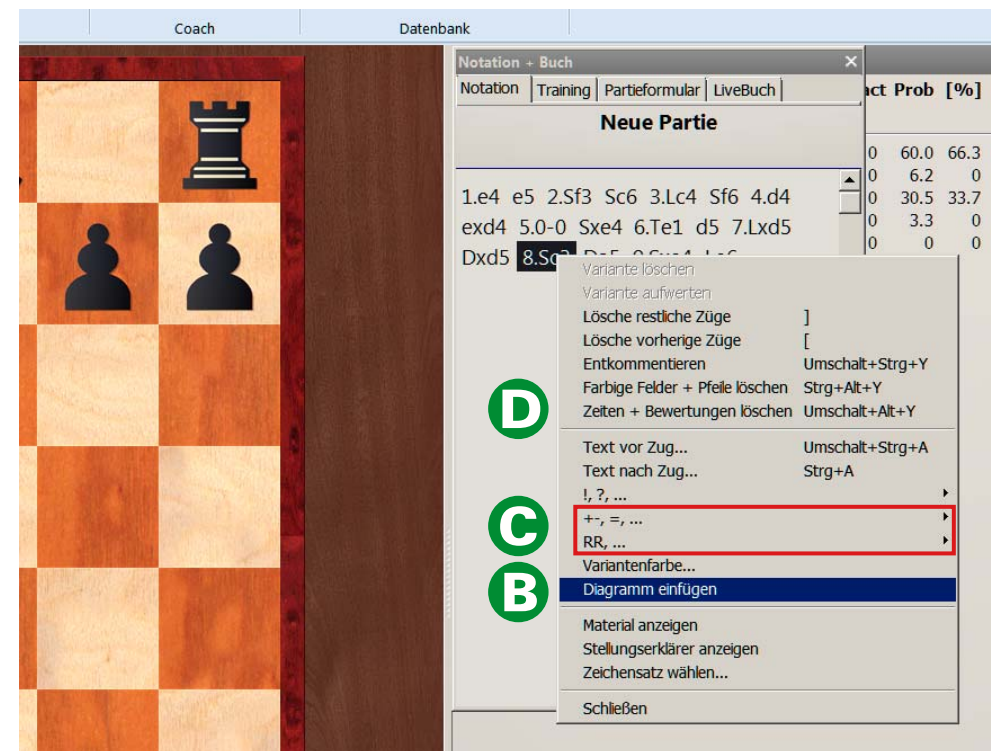 Coach Datenbank
Notation + Buch ×
Notation Training Partieformular LiveBuch
Neue Partie
1.e4 e5 2.Sf3 Sc6 3.Lc4 Sf6 4.d4
exd4 5.0-0 Sxe4 6.Te1 d5 7.Lxd5
Dxd5
Prob [%]
0 60.0 66.3
0 6.2 0
0 30.5 33.7
0 3.3 0
0 0 0
Variante löschen
Variante aufwerten
Lösche restliche Züge ]
Lösche vorherige Züge [
Entkommentieren Umschalt+Strg+Y
Farbige Felder + Pfeile löschen Strg+Alt+Y
D
Zeiten + Bewertungen löschen Umschalt+Alt+Y
Text vor Zug... Umschalt+Strg+A
Text nach Zug... Strg+A
!, ?, ...
C
+-, =, ...
RR, ...
Variantenfarbe...
B
Diagramm einfügen
Material anzeigen
Stellungserklärer anzeigen
Zeichensatz wählen...
Schließen